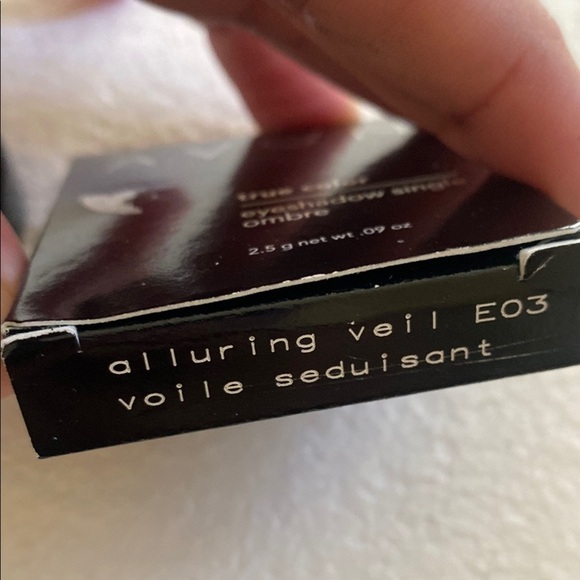 true color
eyeshadow single
ombre
2.5 g net wt .09 oz
alluring veil E03
voile seduisant